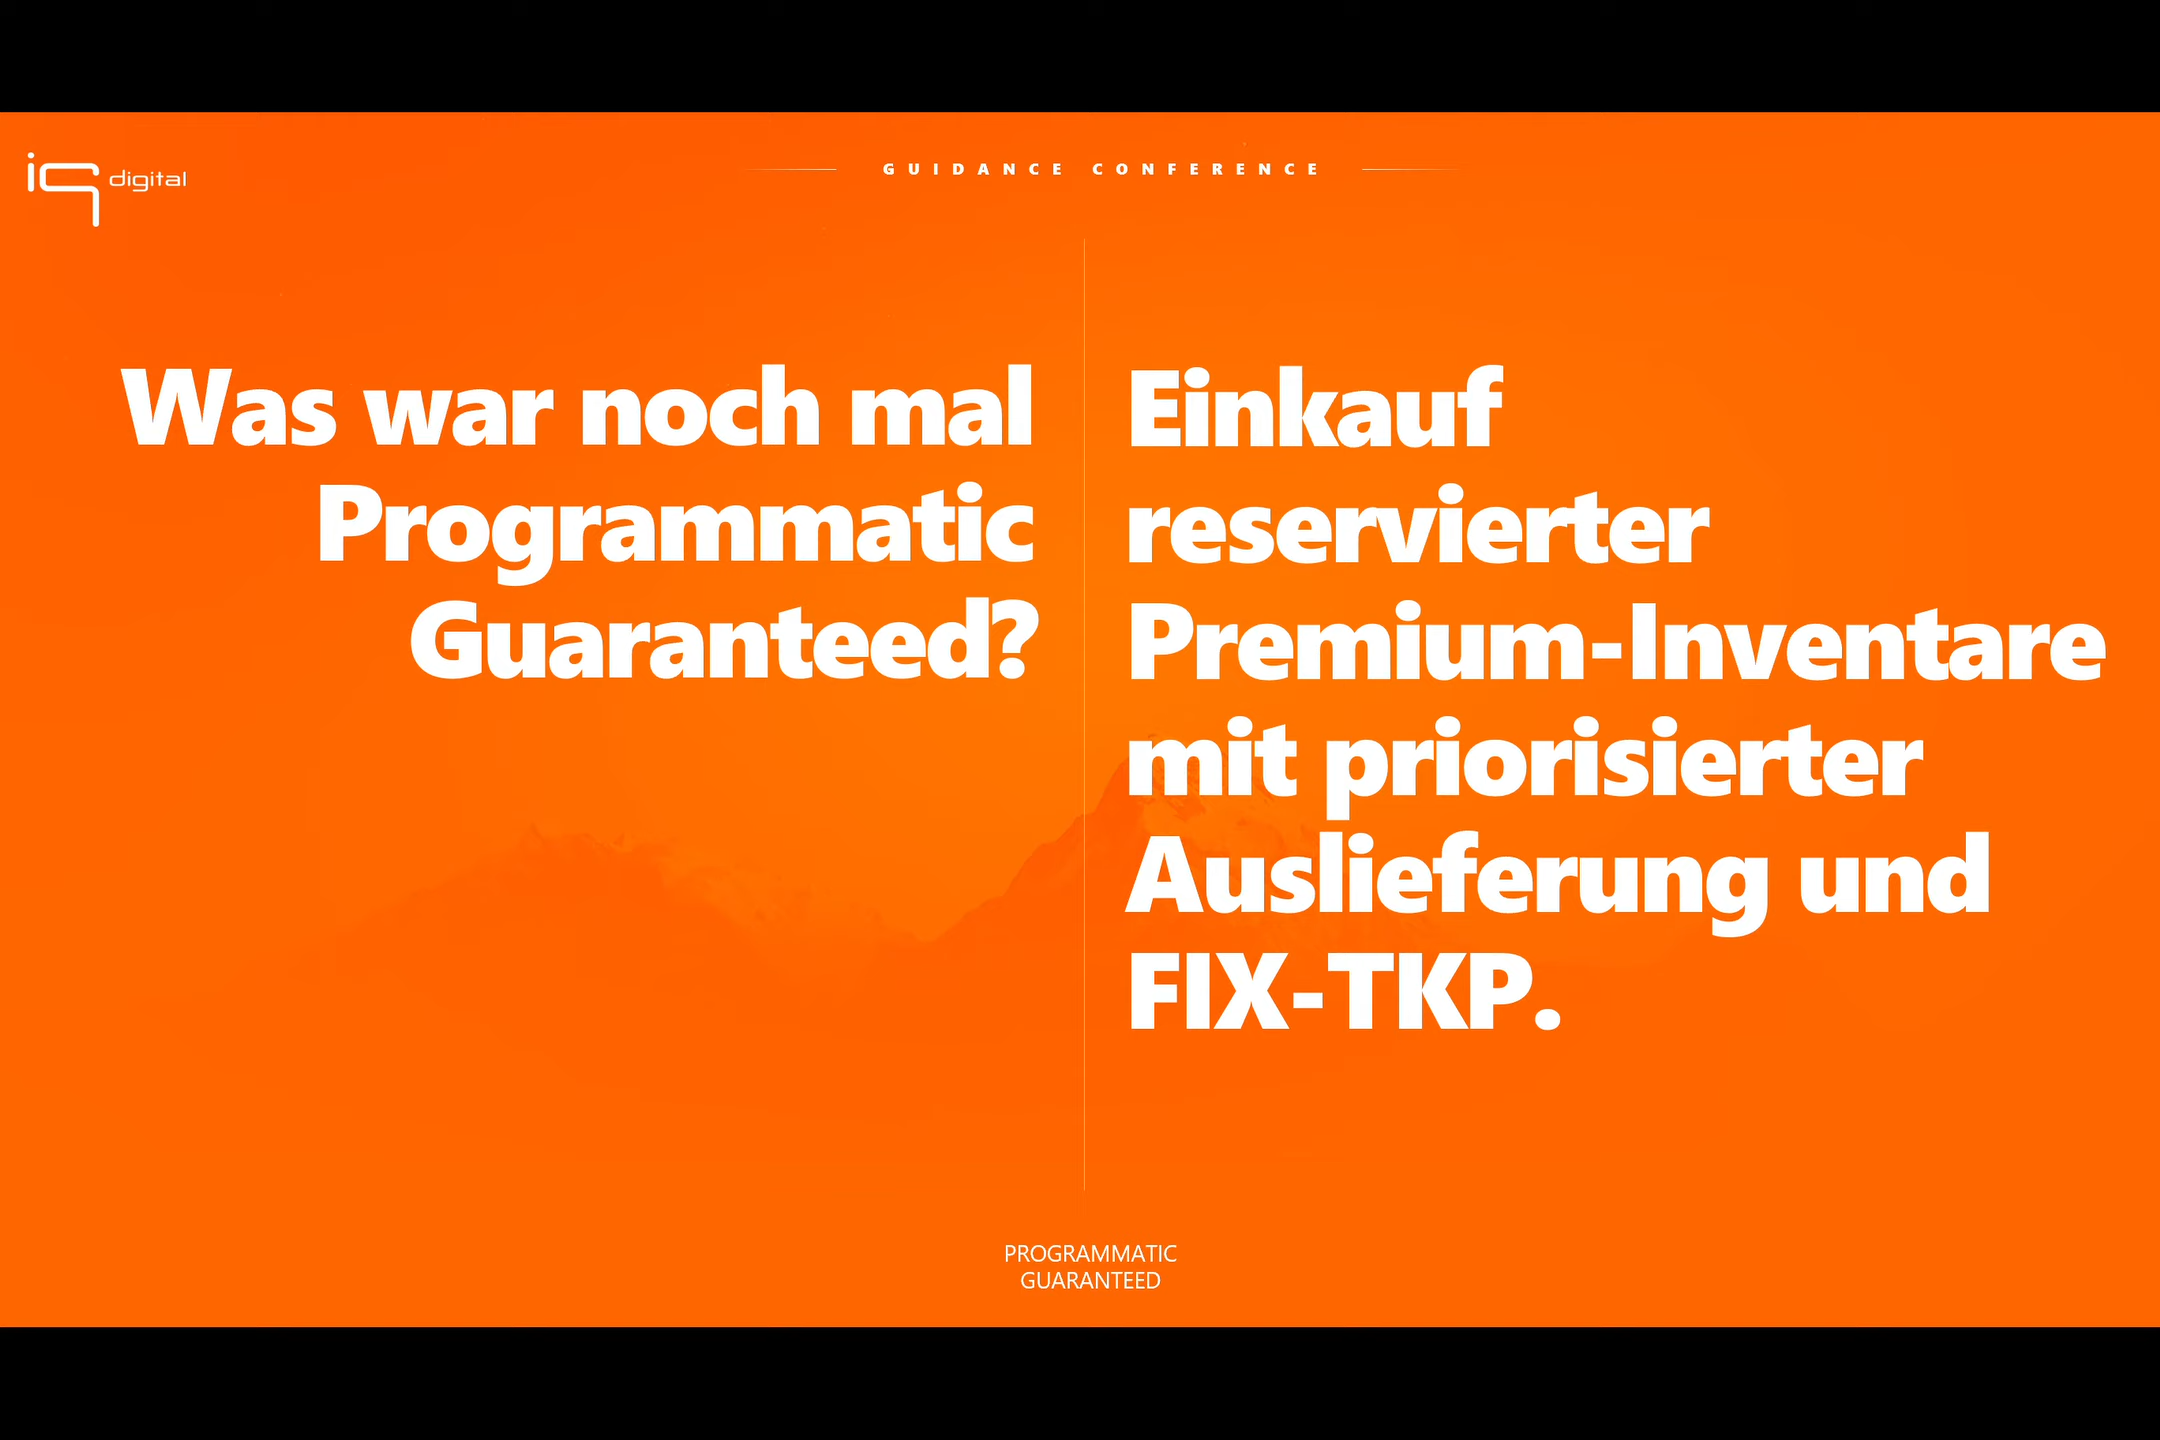 iq digital
GUIDANCE CONFERENCE
Was war noch mal
Programmatic
Guaranteed?
Einkauf
reservierter
Premium-Inventare
mit priorisierter
Auslieferung und
FIX-TKP.
PROGRAMMATIC
GUARANTEED